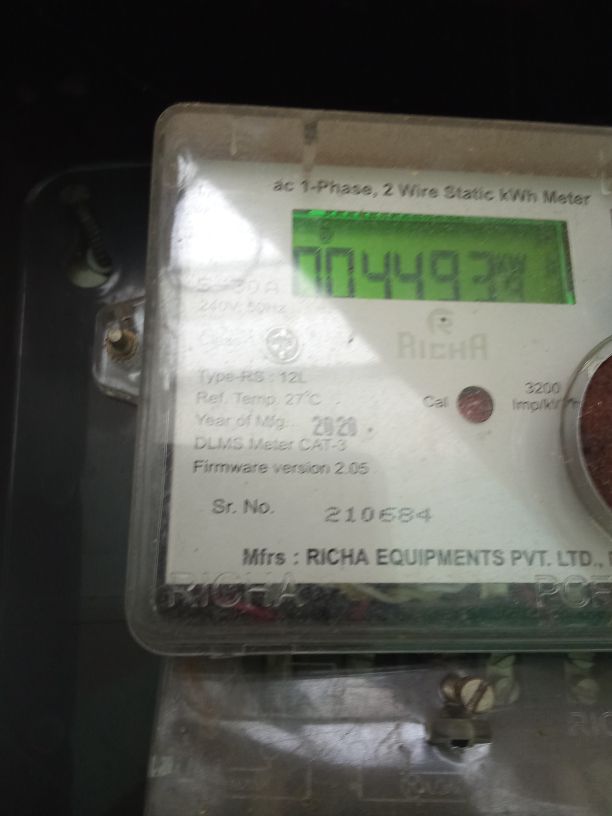 ac 1-Phase, 2 Wire Static kWh Meter
004493
240V, 50Hz
RICHA
Type-RS : 12L
Ref. Temp. 27°C
Cal
3200
Imp/kWh
Year of Mfg. 2020
DLMS Meter CAT-3
Firmware version 2.05
Sr. No. 210684
Mfrs : RICHA EQUIPMENTS PVT. LTD.,
RICHA